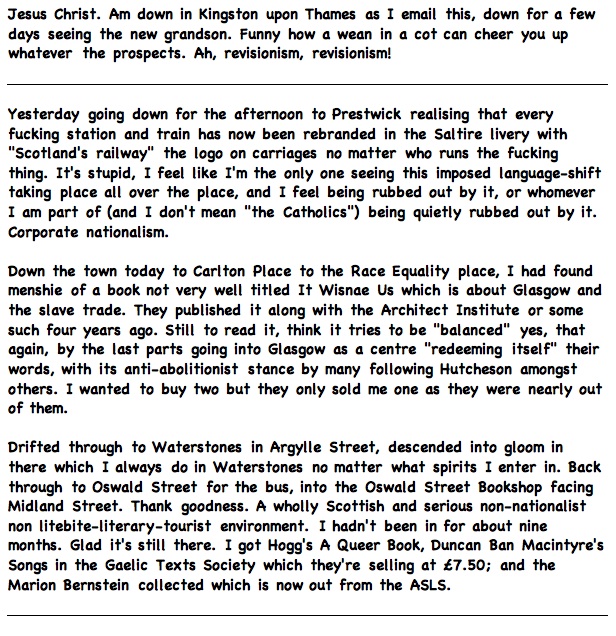 Jesus Christ. Am down in Kingston upon Thames as I email this, down for a few
days seeing the new grandson. Funny how a wean in a cot can cheer you up
whatever the prospects. Ah, revisionism, revisionism!
Yesterday going down for the afternoon to Prestwick realising that every
fucking station and train has now been rebranded in the Saltire livery with
"Scotland's railway" the logo on carriages no matter who runs the fucking
thing. It's stupid, I feel like I'm the only one seeing this imposed language-shift
taking place all over the place, and I feel being rubbed out by it, or whomever
I am part of (and I don't mean "the Catholics") being quietly rubbed out by it.
Corporate nationalism.
Down the town today to Carlton Place to the Race Equality place, I had found
menshie of a book not very well titled It Wisnae Us which is about Glasgow and
the slave trade. They published it along with the Architect Institute or some
such four years ago. Still to read it, think it tries to be "balanced" yes, that
again, by the last parts going into Glasgow as a centre "redeeming itself" their
words, with its anti-abolitionist stance by many following Hutcheson amongst
others. I wanted to buy two but they only sold me one as they were nearly out
of them.
Drifted through to Waterstones in Argylle Street, descended into gloom in
there which I always do in Waterstones no matter what spirits I enter in. Back
through to Oswald Street for the bus, into the Oswald Street Bookshop facing
Midland Street. Thank goodness. A wholly Scottish and serious non-nationalist
non litebite-literary-tourist environment. I hadn't been in for about nine
months. Glad it's still there. I got Hogg's A Queer Book, Duncan Ban Macintyre's
Songs in the Gaelic Texts Society which they're selling at £7.50; and the
Marion Bernstein collected which is now out from the ASLS.